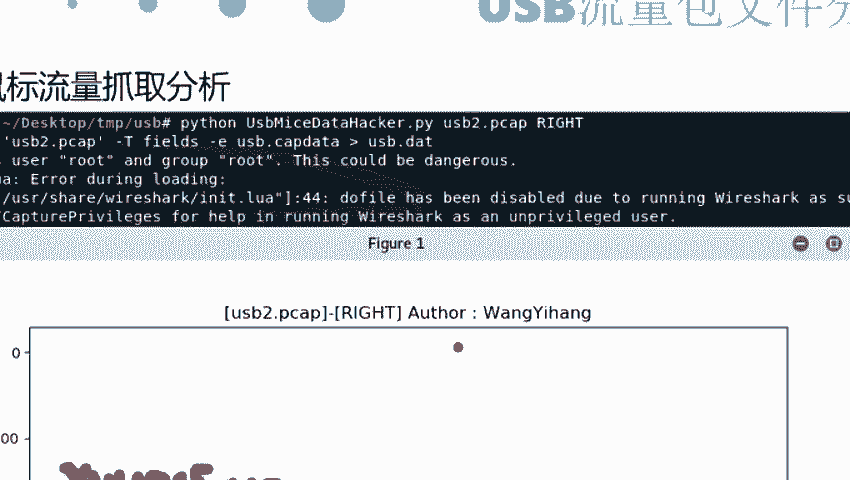 USB流量包文件分
鼠标流量抓取分析
~/Desktop/tmp/usb# python UsbMiceDataHacker.py usb2.pcap RIGHT
'usb2.pcap' -T fields -e usb.capdata > usb.dat
user "root" and group "root". This could be dangerous.
ua: Error during loading:
/usr/share/wireshark/init.lua"]:44: dofile has been disabled due to running Wireshark as su
/CapturePrivileges for help in running Wireshark as an unprivileged user.
Figure 1
[usb2.pcap]-[RIGHT] Author : WangYihang
0
00